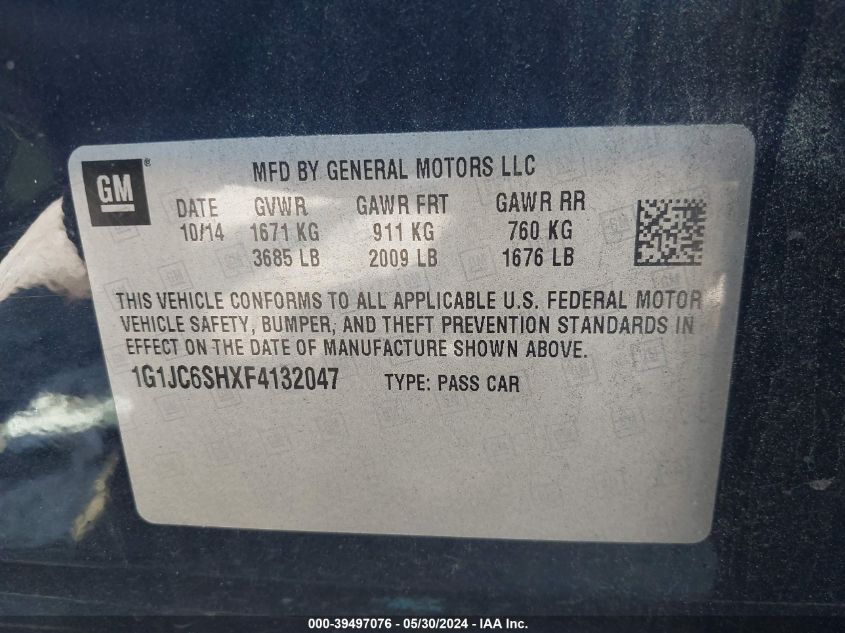 GM ®
MFD BY GENERAL MOTORS LLC
DATE GVWR GAWR FRT GAWR RR
10/14 1671 KG 911 KG 760 KG
3685 LB 2009 LB 1676 LB
THIS VEHICLE CONFORMS TO ALL APPLICABLE U.S. FEDERAL MOTOR
VEHICLE SAFETY, BUMPER, AND THEFT PREVENTION STANDARDS IN
EFFECT ON THE DATE OF MANUFACTURE SHOWN ABOVE.
1G1JC6SHXF4132047 TYPE: PASS CAR
000-39497076 - 05/30/2024 - IAA Inc.